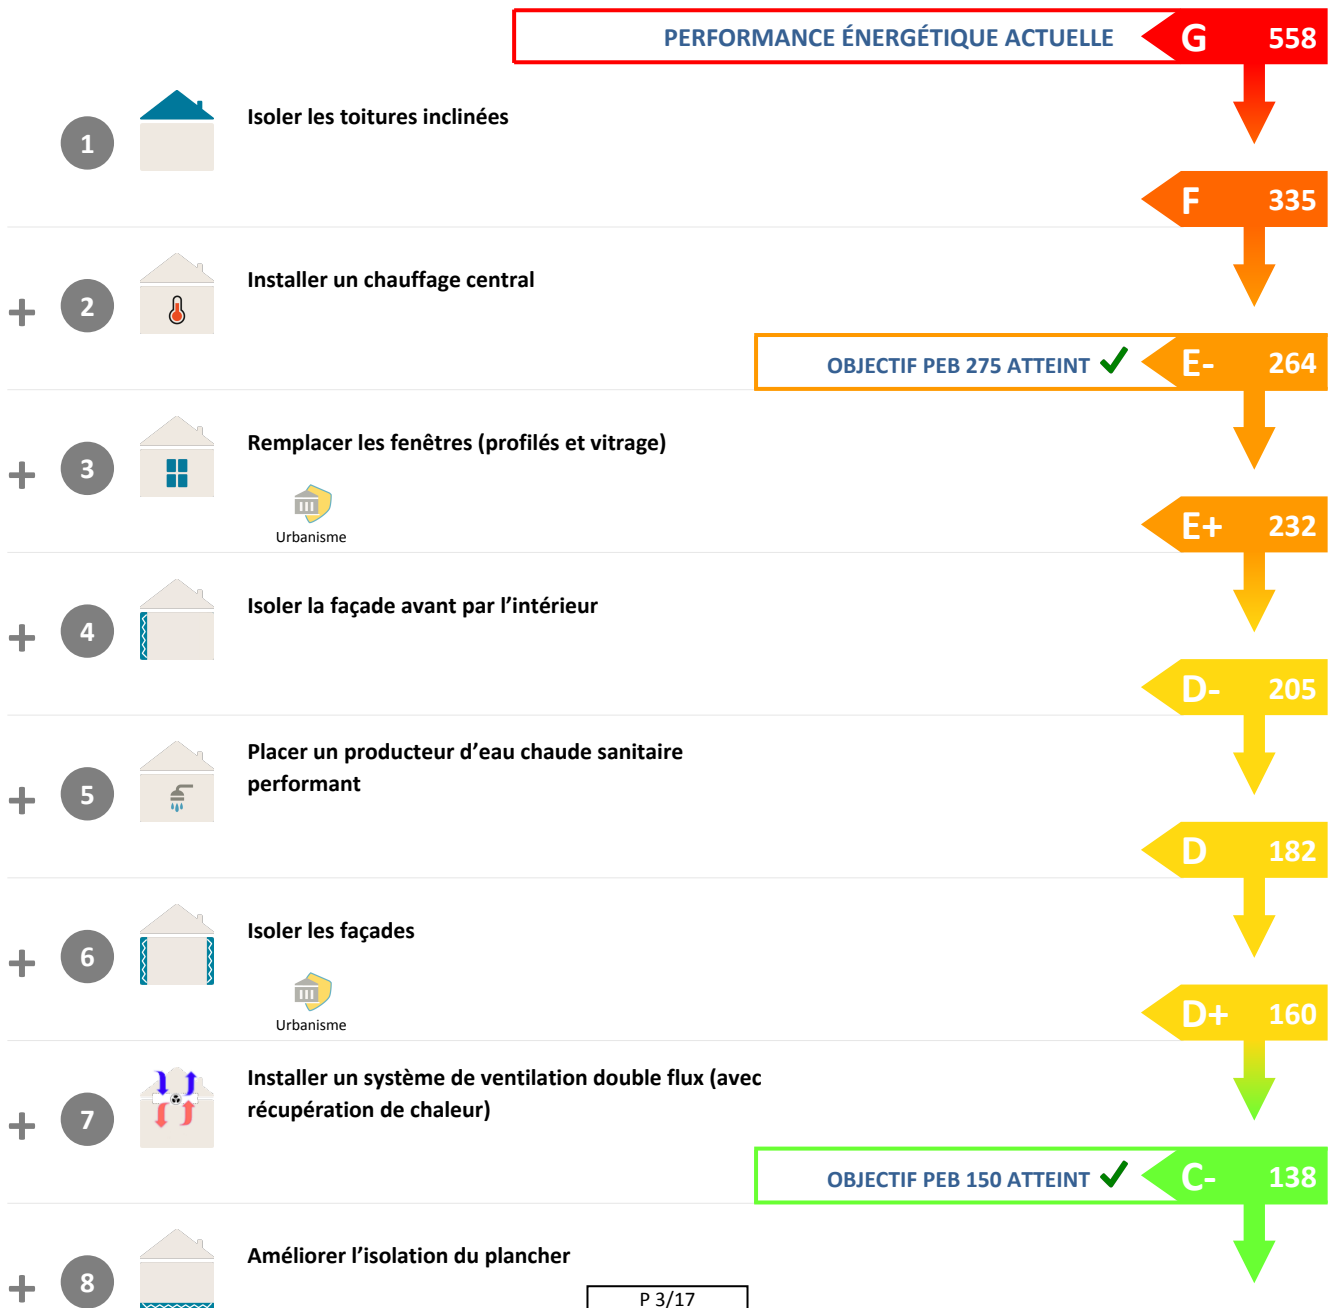 PERFORMANCE ÉNERGÉTIQUE ACTUELLE G 558
1 Isoler les toitures inclinées
F 335
+ 2 Installer un chauffage central
OBJECTIF PEB 275 ATTEINT ✓ E- 264
+ 3 Remplacer les fenêtres (profilés et vitrage)
Urbanisme
E+ 232
+ 4 Isoler la façade avant par l’intérieur
D- 205
Placer un producteur d’eau chaude sanitaire
+ 5 performant
D 182
+ 6 Isoler les façades
Urbanisme
D+ 160
Installer un système de ventilation double flux (avec
+ 7 récupération de chaleur)
OBJECTIF PEB 150 ATTEINT ✓ C- 138
+ 8 Améliorer l’isolation du plancher
P 3/17